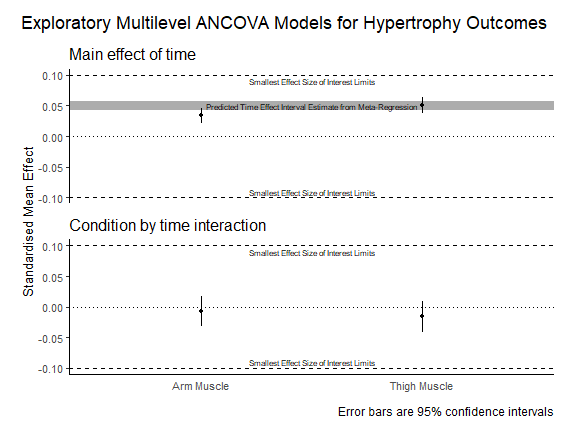 Exploratory Multilevel ANCOVA Models for Hypertrophy Outcomes
Main effect of time
Standardised Mean Effect
0.10
Smallest Effect Size of Interest Limits
0.05
Predicted Time Effect Interval Estimate from Meta-Regression
0.00
-0.05
Smallest Effect Size of Interest Limits
-0.10
Condition by time interaction
0.10
Smallest Effect Size of Interest Limits
0.05
0.00
-0.05
Smallest Effect Size of Interest Limits
-0.10
Arm Muscle
Thigh Muscle
Error bars are 95% confidence intervals